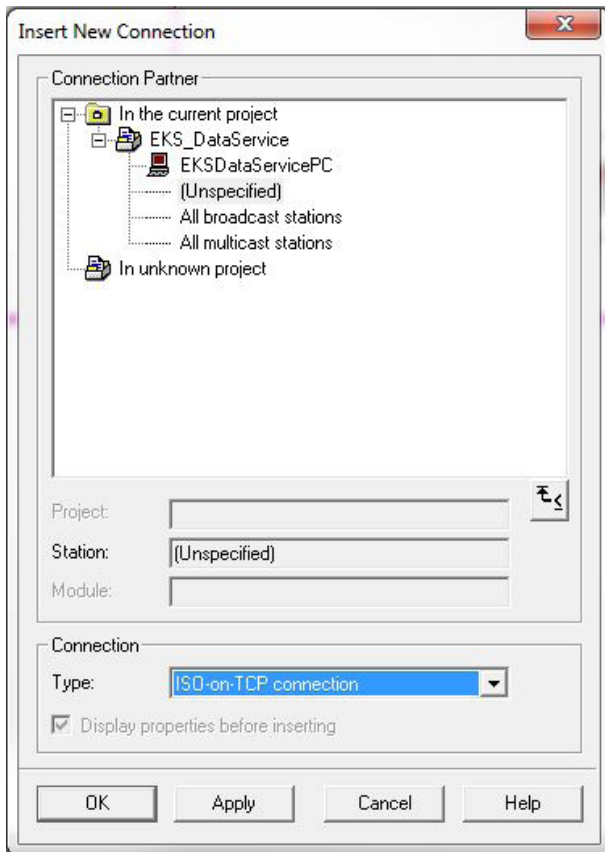 Insert New Connection
Connection Partner
In the current project
EKS_DataService
EKSDataServicePC
(Unspecified)
All broadcast stations
All multicast stations
In unknown project
Project:
Station: (Unspecified)
Module:
Connection
Type: ISO-on-TCP connection
Display properties before inserting
OK Apply Cancel Help